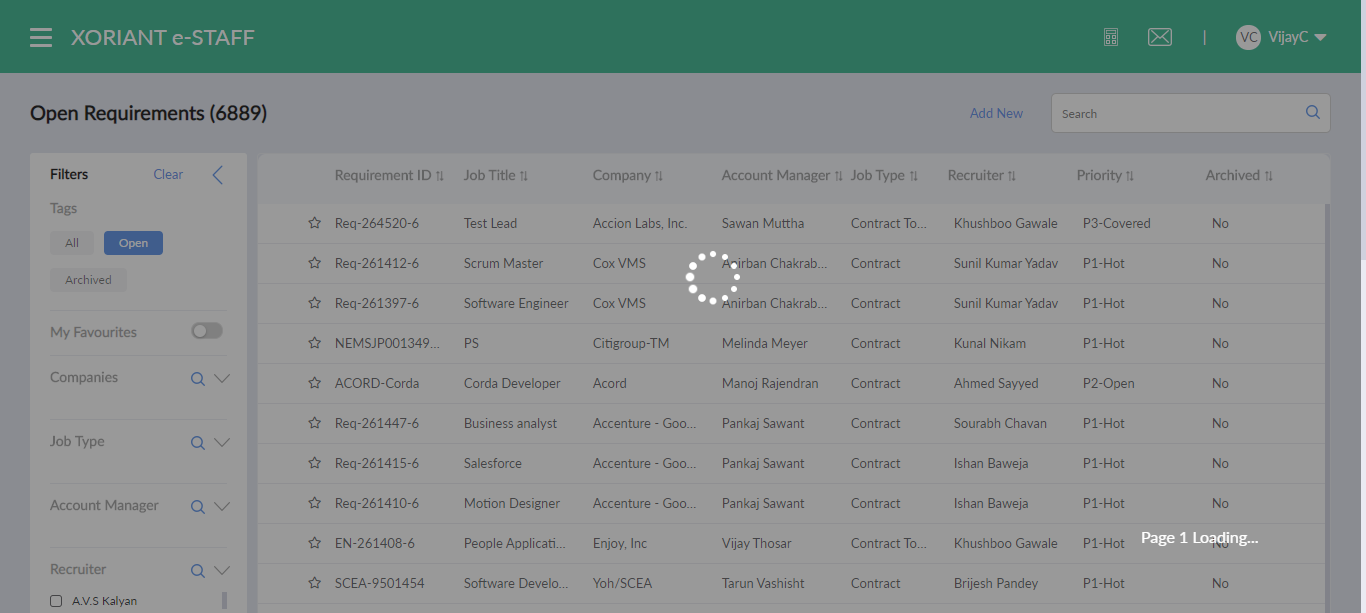 XORIANT e-STAFF
| VC VijayC
Open Requirements (6889)
Add New
Search
Filters Clear
Tags
All Open
Archived
My Favourites
Companies
Job Type
Account Manager
Recruiter
A.V.S Kalyan
Requirement ID Job Title Company Account Manager Job Type Recruiter Priority Archived
Req-264520-6 Test Lead Accion Labs, Inc. Sawan Muttha Contract To... Khushboo Gawale P3-Covered No
Req-261412-6 Scrum Master Cox VMS Anirban Chakrab... Contract Sunil Kumar Yadav P1-Hot No
Req-261397-6 Software Engineer Cox VMS Anirban Chakrab... Contract Sunil Kumar Yadav P1-Hot No
NEMSJP001349... PS Citigroup-TM Melinda Meyer Contract Kunal Nikam P1-Hot No
ACORD-Corda Corda Developer Acord Manoj Rajendran Contract Ahmed Sayyed P2-Open No
Req-261447-6 Business analyst Accenture - Goo... Pankaj Sawant Contract Sourabh Chavan P1-Hot No
Req-261415-6 Salesforce Accenture - Goo... Pankaj Sawant Contract Ishan Baweja P1-Hot No
Req-261410-6 Motion Designer Accenture - Goo... Pankaj Sawant Contract Ishan Baweja P1-Hot No
EN-261408-6 People Applicati... Enjoy, Inc Vijay Thosar Contract To... Khushboo Gawale P1-Hot No
Page 1 Loading...
SCEA-9501454 Software Develo... Yoh/SCEA Tarun Vashisht Contract Brijesh Pandey P1-Hot No